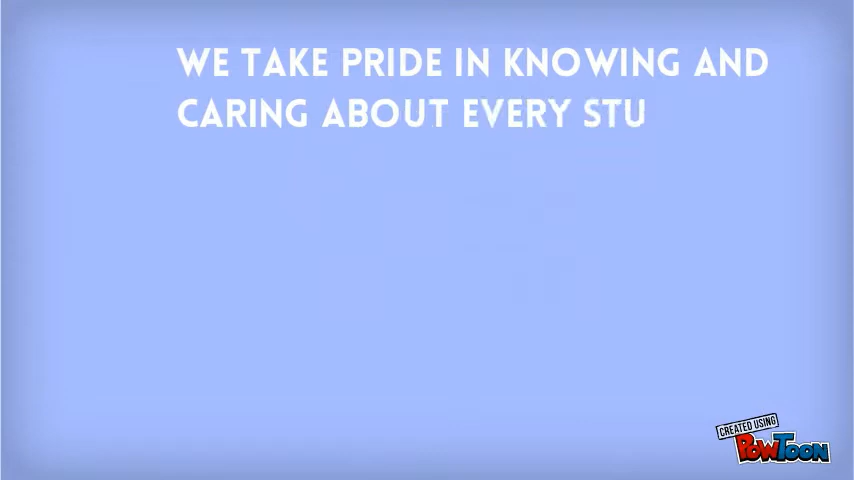 WE TAKE PRIDE IN KNOWING AND
CARING ABOUT EVERY STU
CREATED USING
POWTOON